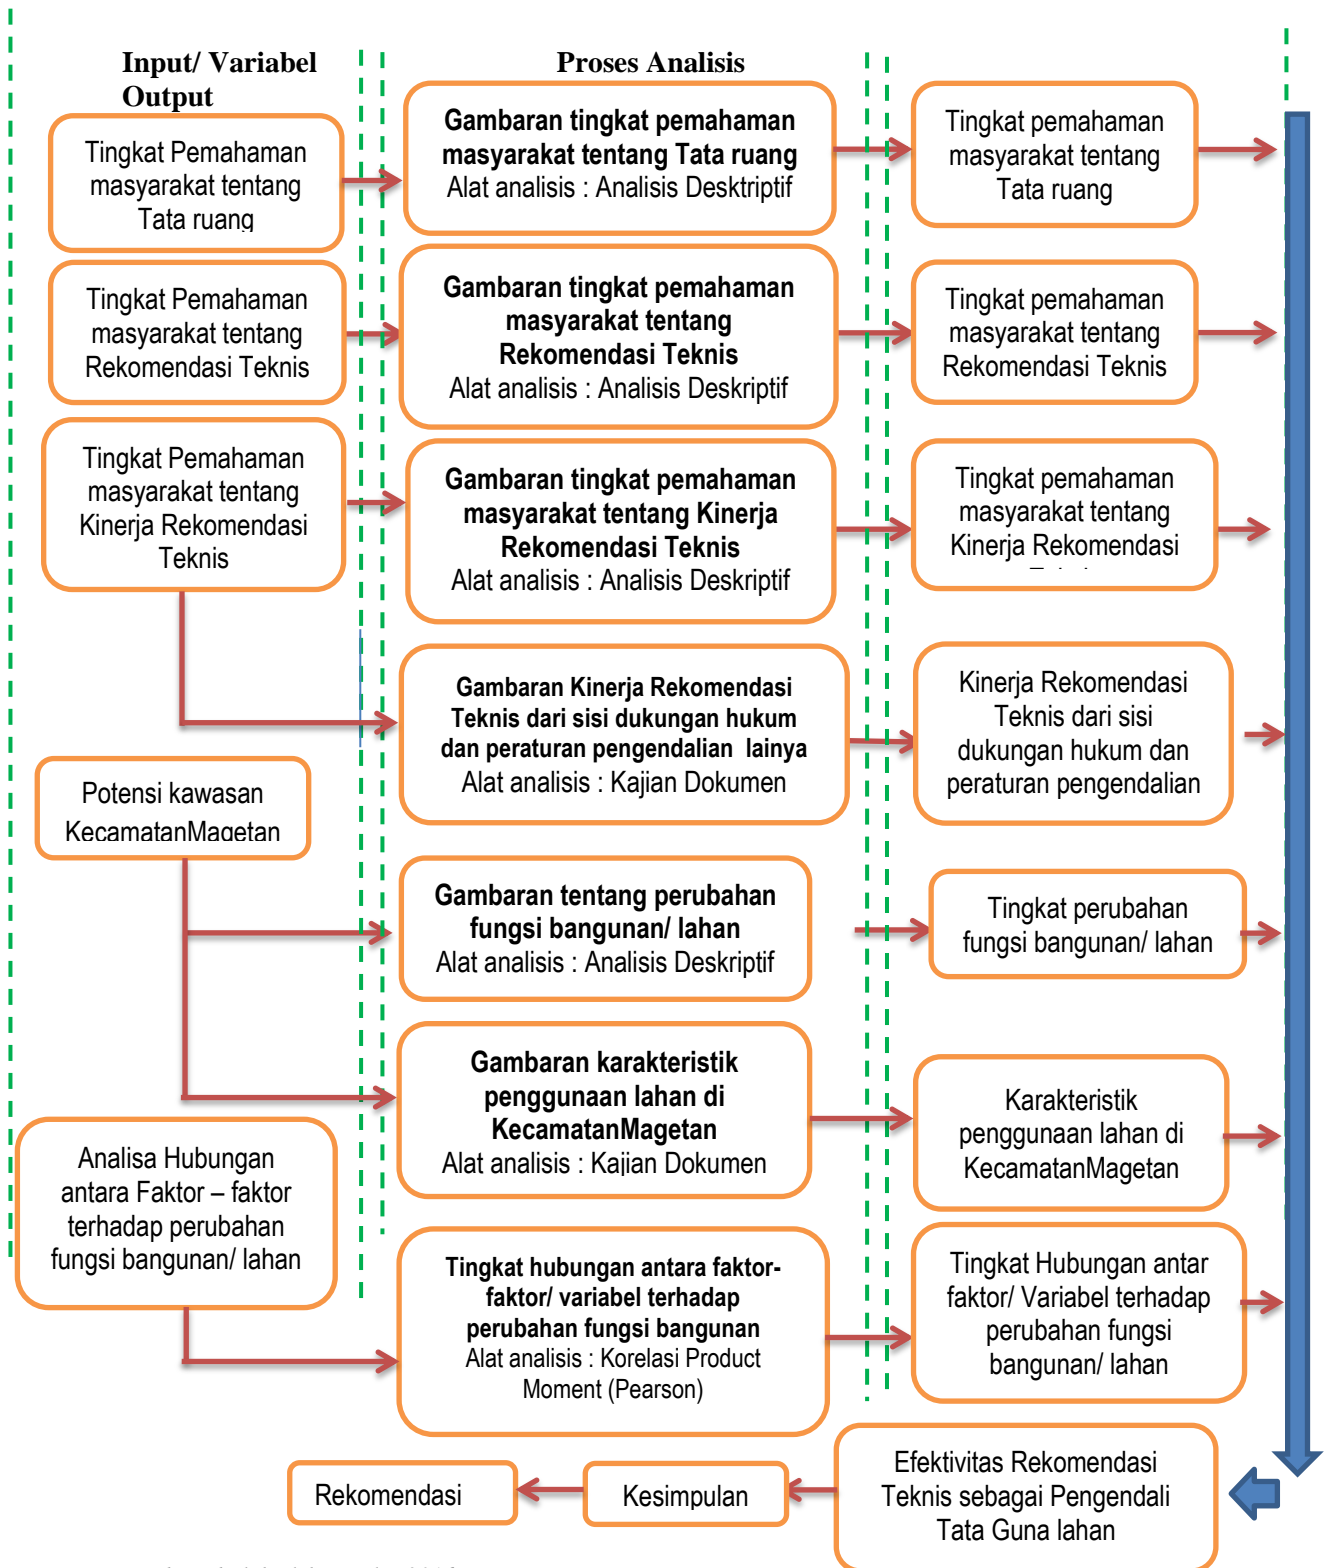 Input/ Variabel
Output
Proses Analisis
Tingkat Pemahaman
masyarakat tentang
Tata ruang
Gambaran tingkat pemahaman
masyarakat tentang Tata ruang
Alat analisis : Analisis Desktriptif
Tingkat pemahaman
masyarakat tentang
Tata ruang
Tingkat Pemahaman
masyarakat tentang
Rekomendasi Teknis
Gambaran tingkat pemahaman
masyarakat tentang
Rekomendasi Teknis
Alat analisis : Analisis Deskriptif
Tingkat pemahaman
masyarakat tentang
Rekomendasi Teknis
Tingkat Pemahaman
masyarakat tentang
Kinerja Rekomendasi
Teknis
Gambaran tingkat pemahaman
masyarakat tentang Kinerja
Rekomendasi Teknis
Alat analisis : Analisis Deskriptif
Tingkat pemahaman
masyarakat tentang
Kinerja Rekomendasi
Gambaran Kinerja Rekomendasi
Teknis dari sisi dukungan hukum
dan peraturan pengendalian lainya
Alat analisis : Kajian Dokumen
Kinerja Rekomendasi
Teknis dari sisi
dukungan hukum dan
peraturan pengendalian
Potensi kawasan
KecamatanMagetan
Gambaran tentang perubahan
fungsi bangunan/ lahan
Alat analisis : Analisis Deskriptif
Tingkat perubahan
fungsi bangunan/ lahan
Gambaran karakteristik
penggunaan lahan di
KecamatanMagetan
Alat analisis : Kajian Dokumen
Karakteristik
penggunaan lahan di
KecamatanMagetan
Analisa Hubungan
antara Faktor – faktor
terhadap perubahan
fungsi bangunan/ lahan
Tingkat hubungan antara faktor-
faktor/ variabel terhadap
perubahan fungsi bangunan
Alat analisis : Korelasi Product
Moment (Pearson)
Tingkat Hubungan antar
faktor/ Variabel terhadap
perubahan fungsi
bangunan/ lahan
Efektivitas Rekomendasi
Teknis sebagai Pengendali
Tata Guna lahan
Kesimpulan
Rekomendasi